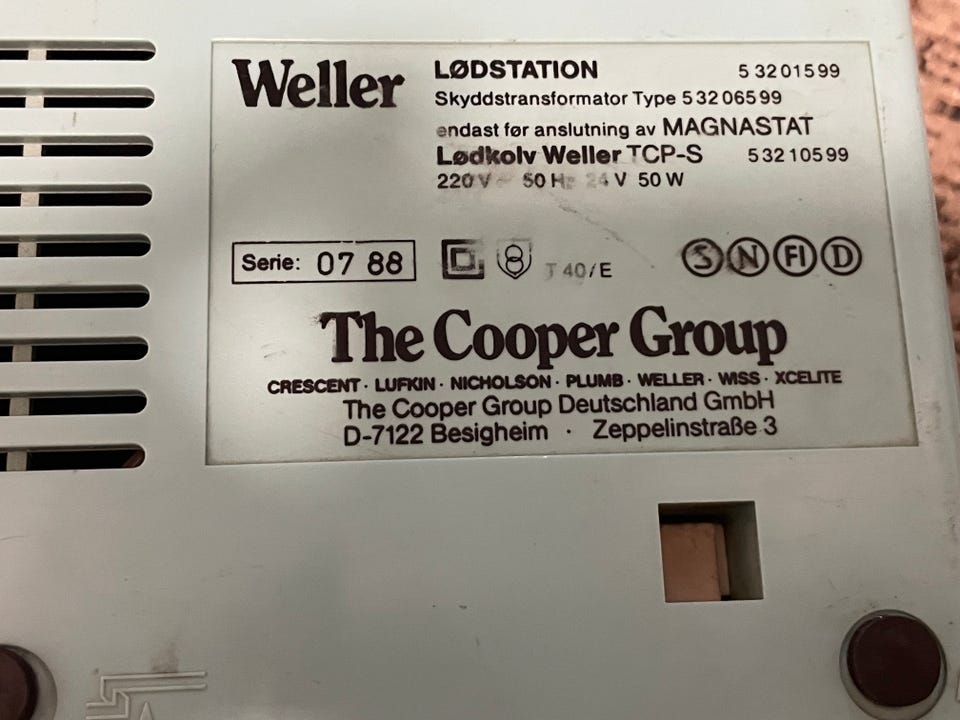 Weller
LØDSTATION 5 32 015 99
Skyddstransformator Type 5 32 065 99
endast før anslutning av MAGNASTAT
Lødkolv Weller TCP-S 5 32 105 99
220 V ~ 50 Hz 24 V 50 W
Serie: 07 88
T 40/E
S N FI D
The Cooper Group
CRESCENT · LUFKIN · NICHOLSON · PLUMB · WELLER · WISS · XCELITE
The Cooper Group Deutschland GmbH
D-7122 Besigheim · Zeppelinstraße 3